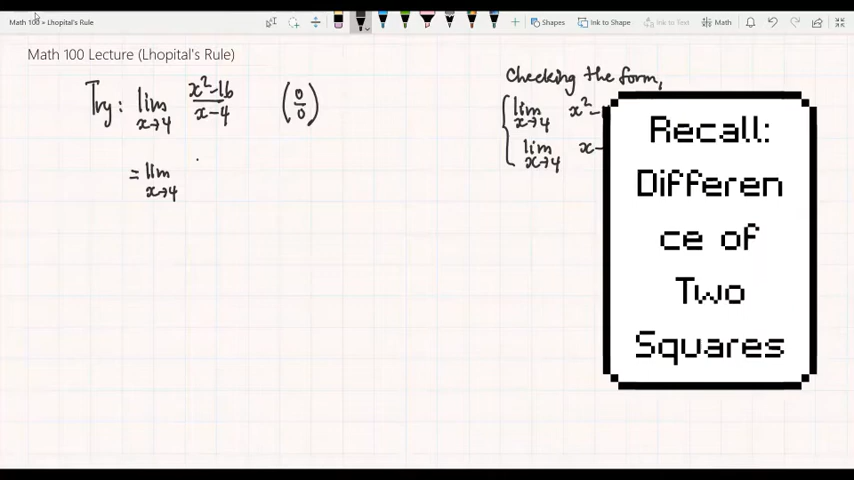 Math 100 » Lhopital's Rule
Shapes
Ink to Shape
Ink to Text
Math
Math 100 Lecture (Lhopital's Rule)
Try: lim x→4 x²-16 / x-4 (0/0)
= lim x→4
Checking the form,
lim x→4 x²-
lim x→4 x-
Recall:
Differen
ce of
Two
Squares